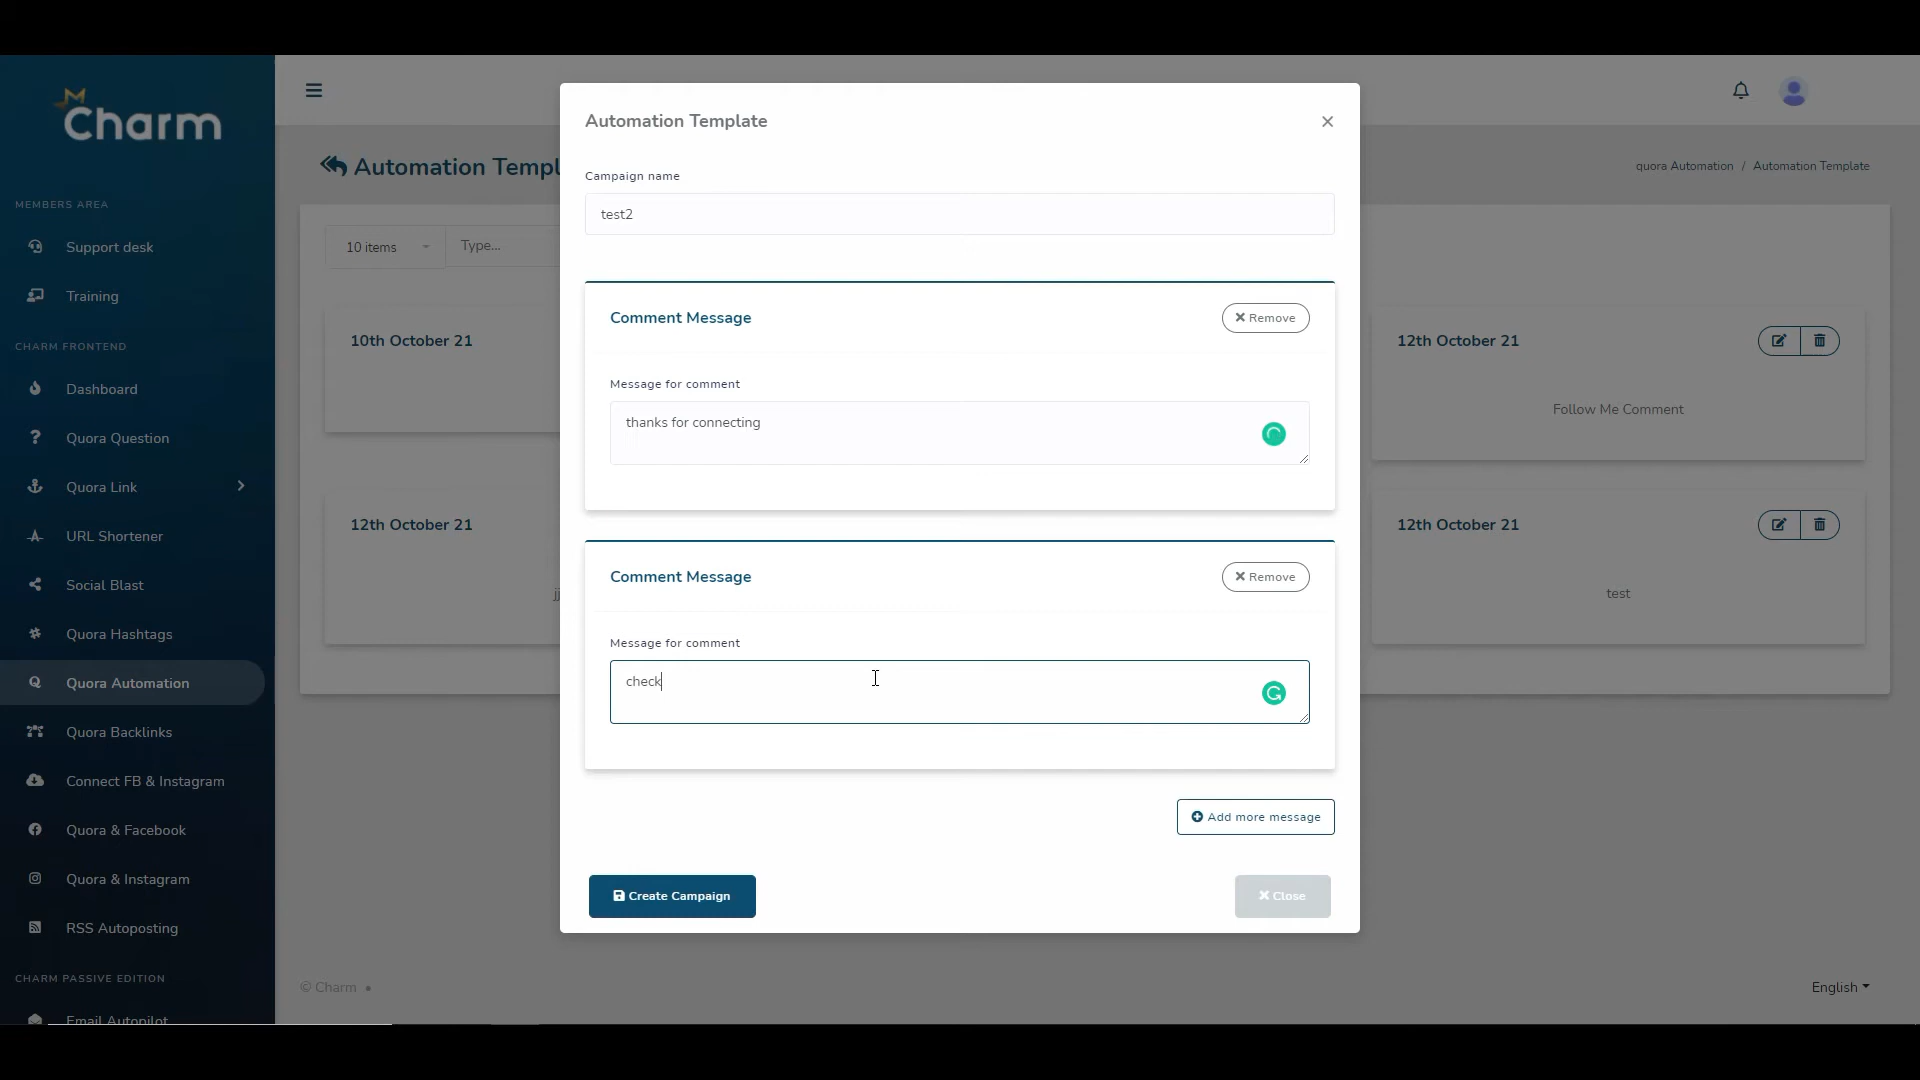 Charm
MEMBERS AREA
Support desk
Training
CHARM FRONTEND
Dashboard
Quora Question
Quora Link
URL Shortener
Social Blast
Quora Hashtags
Quora Automation
Quora Backlinks
Connect FB & Instagram
Quora & Facebook
Quora & Instagram
RSS Autoposting
CHARM PASSIVE EDITION
Email Autopilot
Automation Templ
quora Automation / Automation Template
10 items
Type...
10th October 21
12th October 21
jj
12th October 21
Follow Me Comment
12th October 21
test
Automation Template
Campaign name
test2
Comment Message
Remove
Message for comment
thanks for connecting
Comment Message
Remove
Message for comment
check
Add more message
Create Campaign
Close
© Charm
English